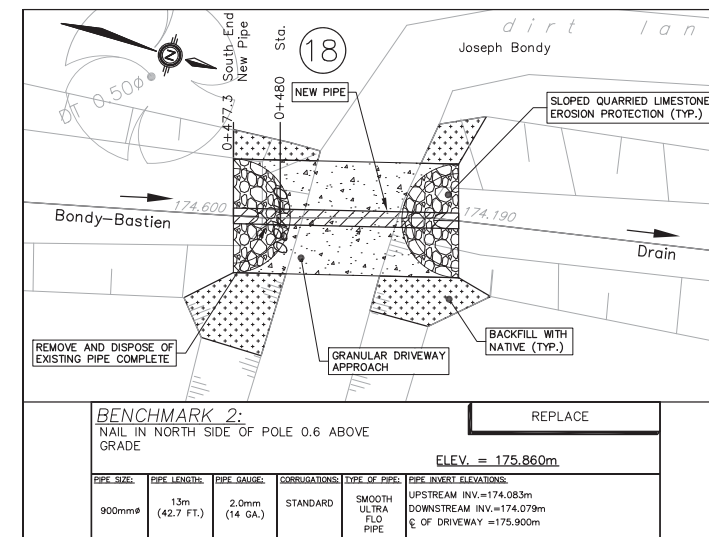 dirt lan
Joseph Bondy
18
N
South End
New Pipe
0+477.3
Sta.
0+480
DT 0.50ø
NEW PIPE
SLOPED QUARRIED LIMESTONE
EROSION PROTECTION (TYP.)
174.600
174.190
Bondy-Bastien
Drain
REMOVE AND DISPOSE OF
EXISTING PIPE COMPLETE
GRANULAR DRIVEWAY
APPROACH
BACKFILL WITH
NATIVE (TYP.)
BENCHMARK 2:
NAIL IN NORTH SIDE OF POLE 0.6 ABOVE
GRADE
REPLACE
ELEV. = 175.860m
PIPE SIZE:
900mmø
PIPE LENGTH:
13m
(42.7 FT.)
PIPE GAUGE:
2.0mm
(14 GA.)
CORRUGATIONS:
STANDARD
TYPE OF PIPE:
SMOOTH
ULTRA
FLO
PIPE
PIPE INVERT ELEVATIONS:
UPSTREAM INV.=174.083m
DOWNSTREAM INV.=174.079m
℄ OF DRIVEWAY =175.900m